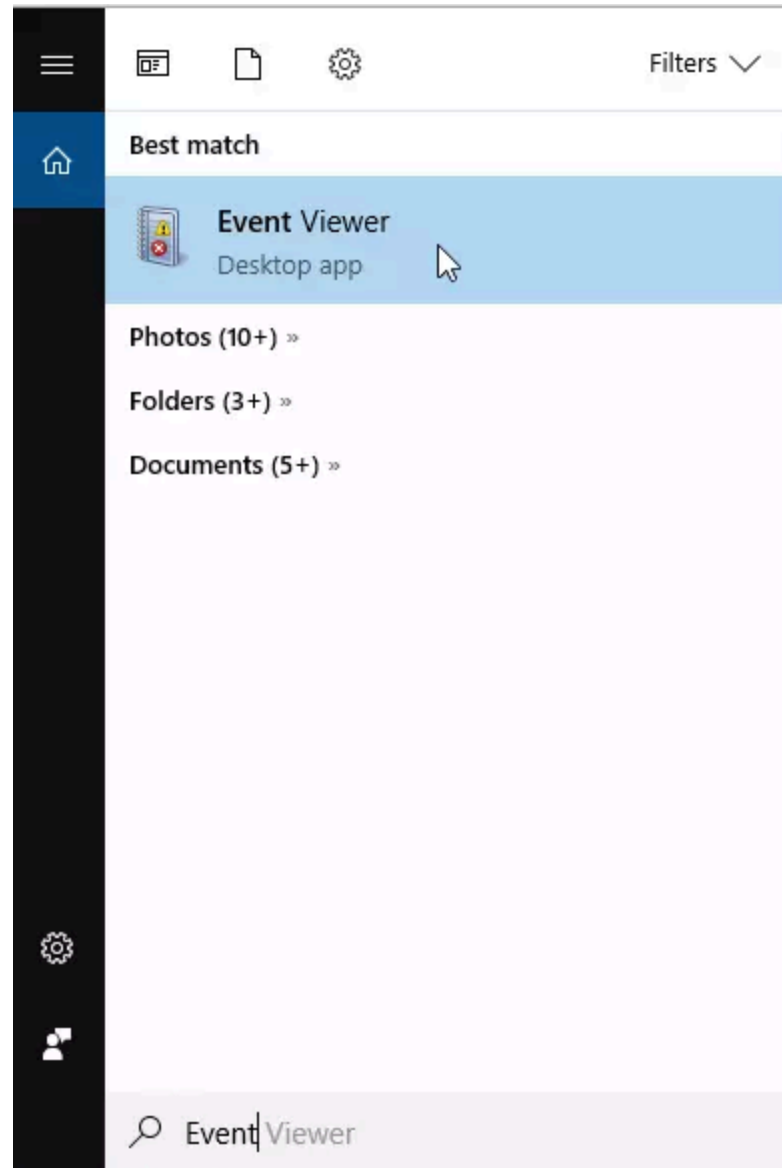 Filters
Best match
Event Viewer
Desktop app
Photos (10+) »
Folders (3+) »
Documents (5+) »
Event Viewer